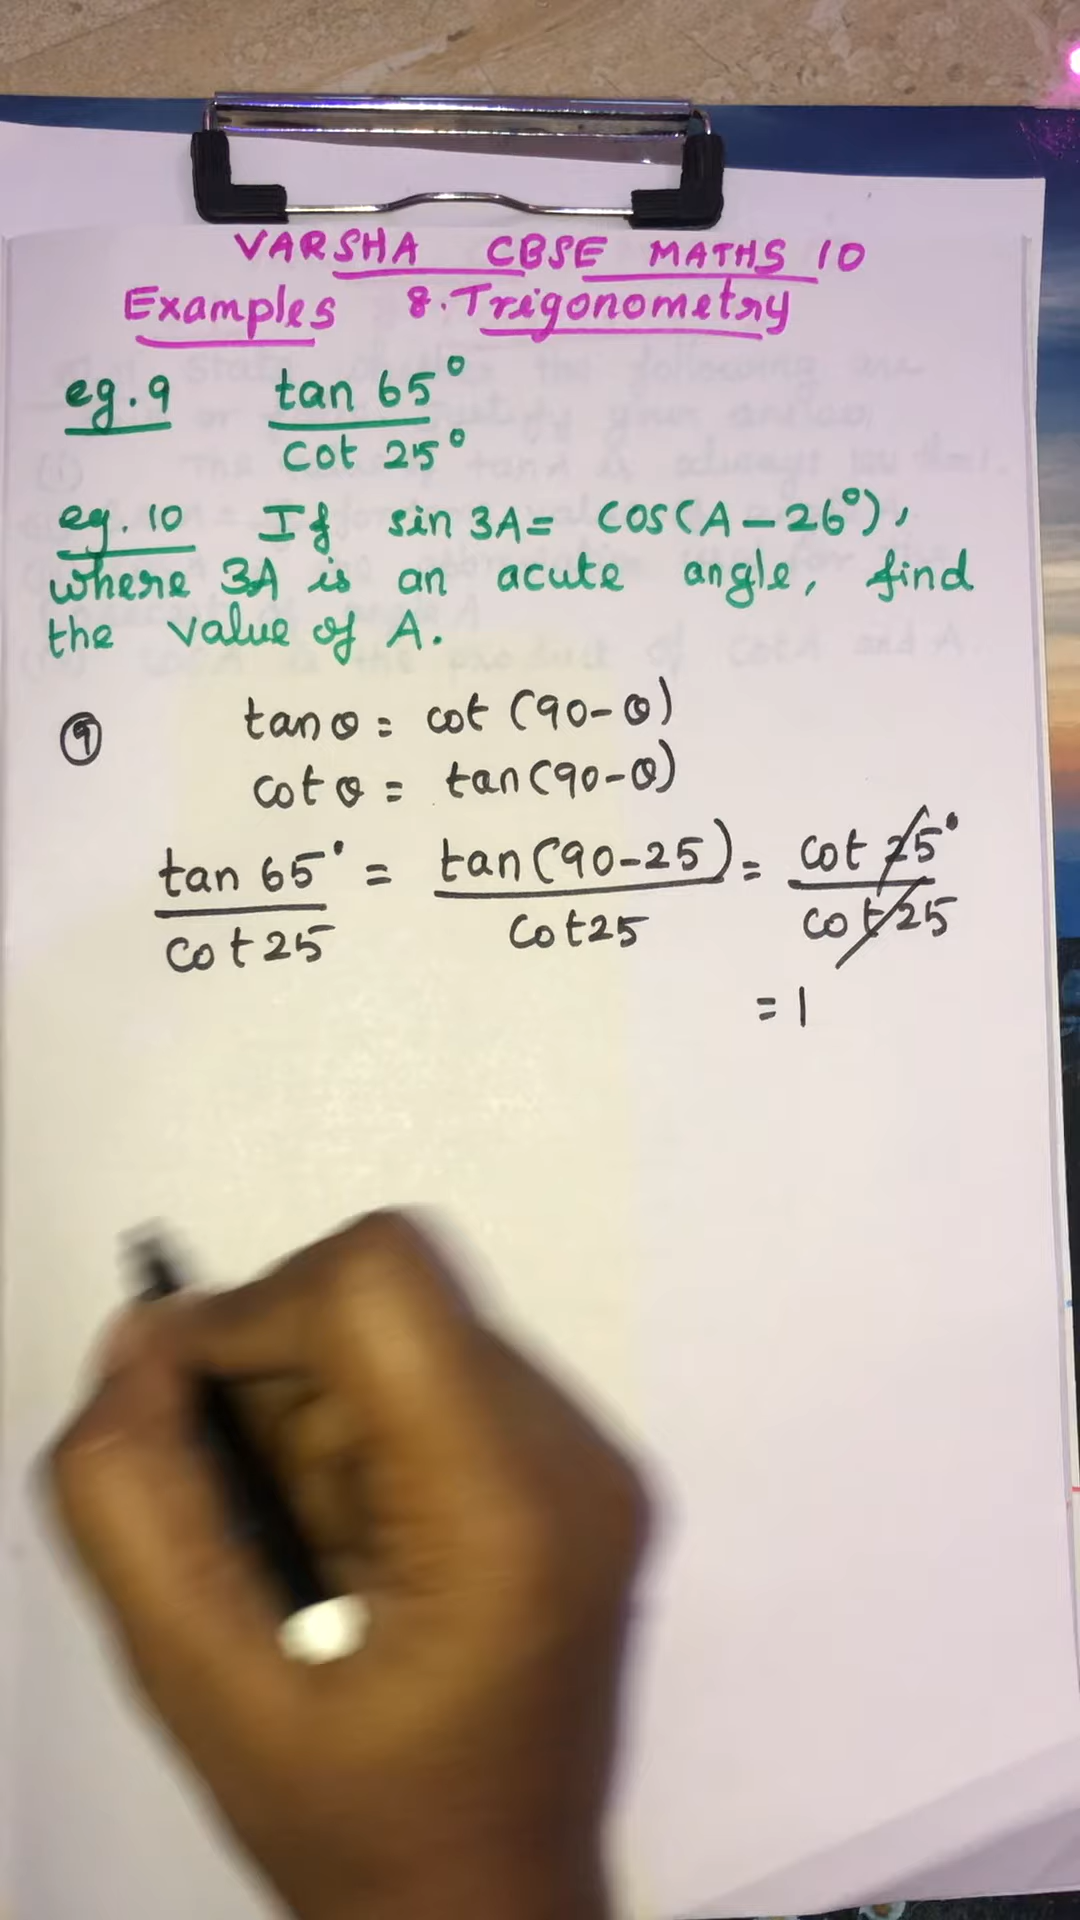 VARSHA CBSE MATHS 10
Examples 8. Trigonometry
eg. 9 tan 65° / cot 25°
eg. 10 If sin 3A = cos(A - 26°),
where 3A is an acute angle, find
the value of A.
⑨ tan θ = cot (90-θ)
cot θ = tan(90-θ)
tan 65° / cot 25 = tan(90-25) / cot25 = cot 25° / cot 25
= 1